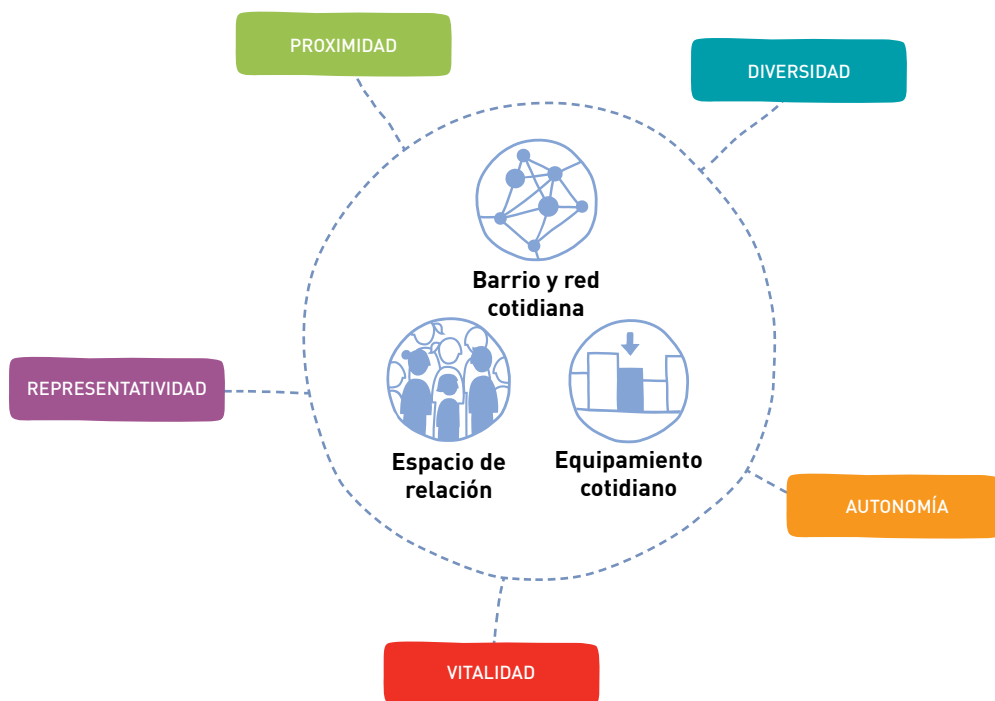 PROXIMIDAD
DIVERSIDAD
Barrio y red
cotidiana
REPRESENTATIVIDAD
Espacio de
relación
Equipamiento
cotidiano
AUTONOMÍA
VITALIDAD